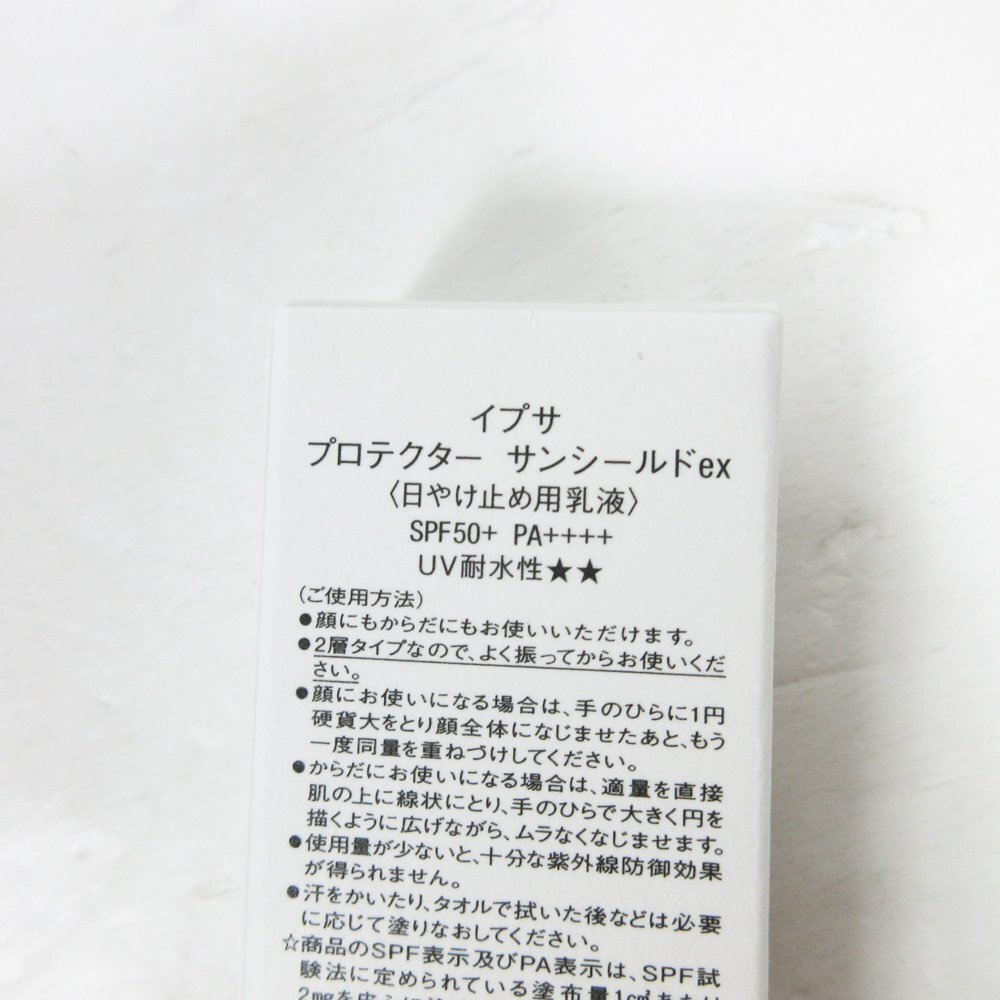 イプサ
プロテクター サンシールドex
〈日やけ止め用乳液〉
SPF50+ PA++++
UV耐水性★★
(ご使用方法)
●顔にもからだにもお使いいただけます。
●2層タイプなので、よく振ってからお使いくだ
さい。
●顔にお使いになる場合は、手のひらに1円
硬貨大をとり顔全体になじませたあと、もう
一度同量を重ねづけしてください。
●からだにお使いになる場合は、適量を直接
肌の上に線状にとり、手のひらで大きく円を
描くように広げながら、ムラなくなじませます。
●使用量が少ないと、十分な紫外線防御効果
が得られません。
●汗をかいたり、タオルで拭いた後などは必要
に応じて塗りなおしてください。
☆商品のSPF表示及びPA表示は、SPF試
験法に定められている塗布量1c㎡あたり
2mgを皮ふに